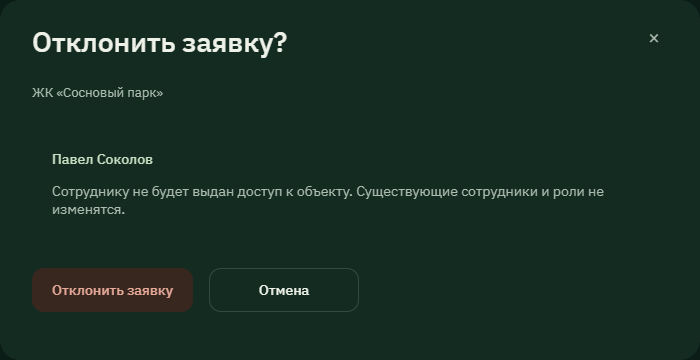 Отклонить заявку?
×
ЖК «Сосновый парк»
Павел Соколов
Сотруднику не будет выдан доступ к объекту. Существующие сотрудники и роли не
изменятся.
Отклонить заявку
Отмена